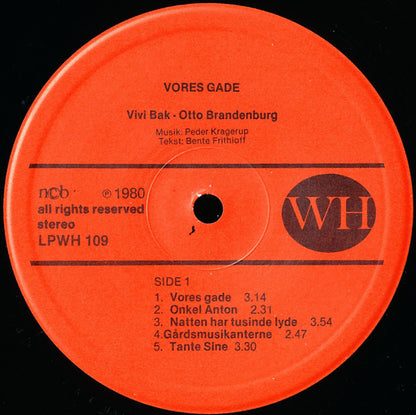 VORES GADE
Vivi Bak - Otto Brandenburg
Musik: Peder Kragerup
Tekst: Bente Frithioff
ncb ℗ 1980
all rights reserved
stereo
LPWH 109
WH
SIDE 1
1. Vores gade 3.14
2. Onkel Anton 2.31
3. Natten har tusinde lyde 3.54
4.Gårdsmusikanterne 2.47
5. Tante Sine 3.30